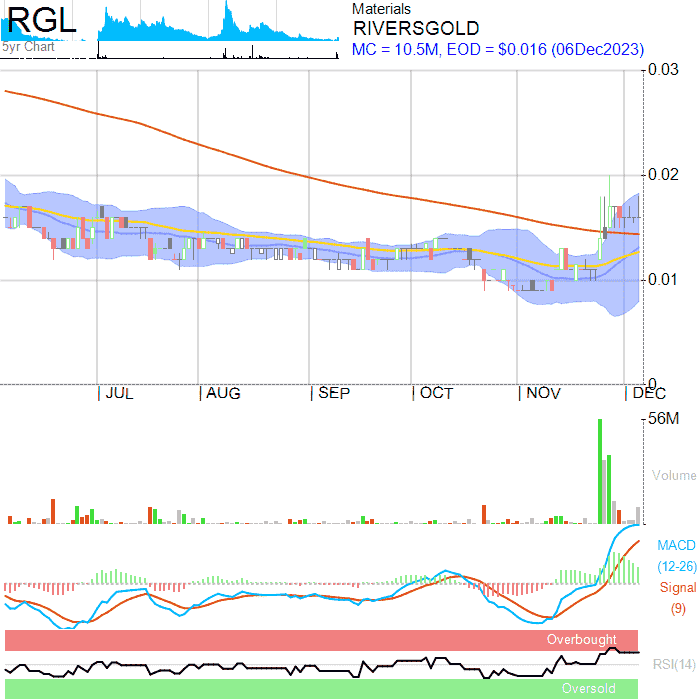 RGL
5yr Chart
Materials
RIVERSGOLD
MC = 10.5M, EOD = $0.016 (06Dec2023)
0.03
0.02
0.01
0
JUL AUG SEP OCT NOV DEC
56M
Volume
MACD
(12-26)
Signal
(9)
Overbought
RSI(14)
Oversold